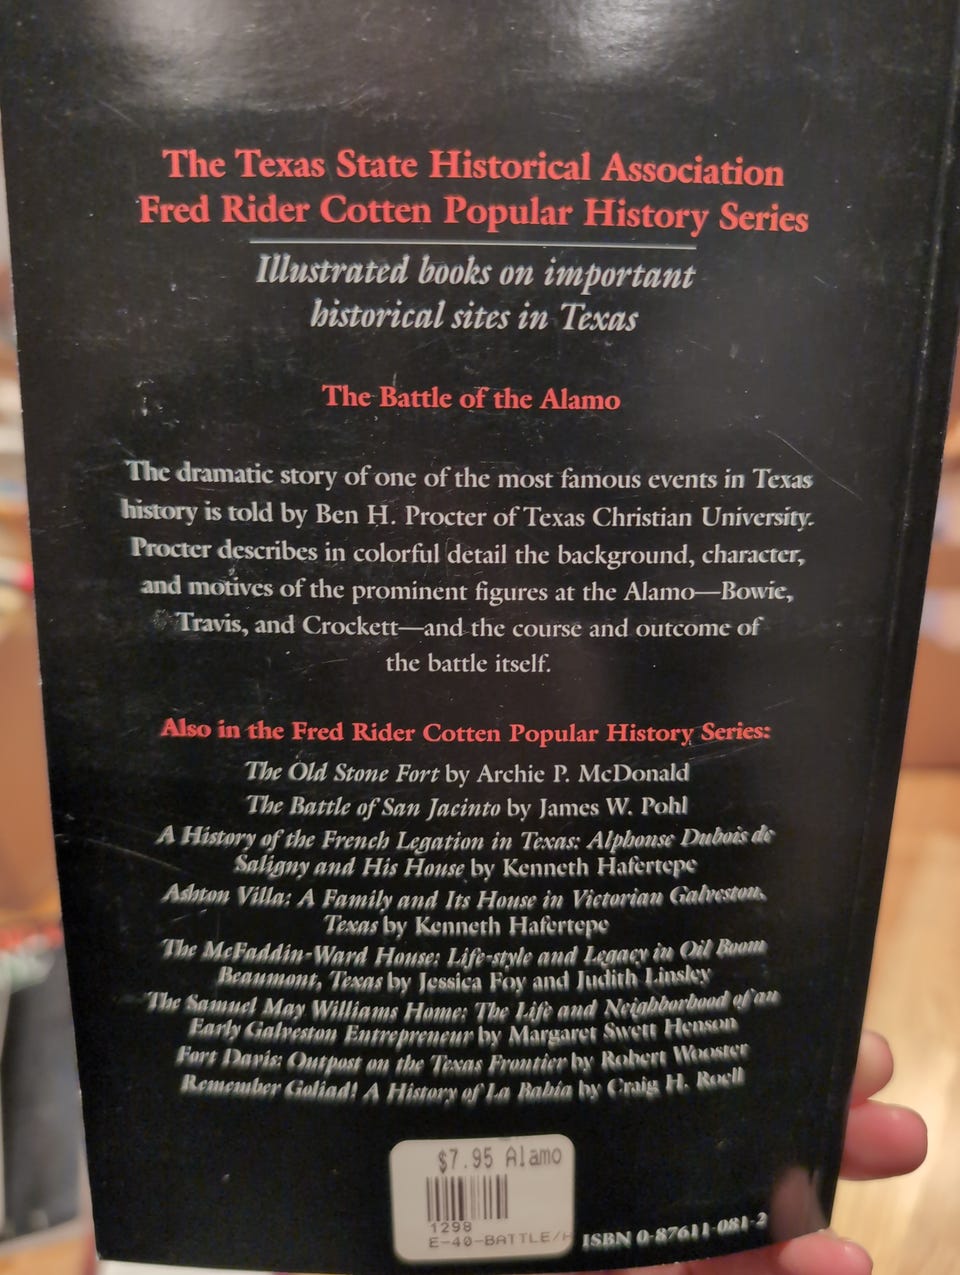 The Texas State Historical Association
Fred Rider Cotten Popular History Series
Illustrated books on important
historical sites in Texas
The Battle of the Alamo
The dramatic story of one of the most famous events in Texas
history is told by Ben H. Procter of Texas Christian University.
Procter describes in colorful detail the background, character,
and motives of the prominent figures at the Alamo—Bowie,
Travis, and Crockett—and the course and outcome of
the battle itself.
Also in the Fred Rider Cotten Popular History Series:
The Old Stone Fort by Archie P. McDonald
The Battle of San Jacinto by James W. Pohl
A History of the French Legation in Texas: Alphonse Dubois de
Saligny and His House by Kenneth Hafertepe
Ashton Villa: A Family and Its House in Victorian Galveston,
Texas by Kenneth Hafertepe
The McFaddin-Ward House: Life-style and Legacy in Oil Boom
Beaumont, Texas by Jessica Foy and Judith Linsley
The Samuel May Williams Home: The Life and Neighborhood of an
Early Galveston Entrepreneur by Margaret Swett Henson
Fort Davis: Outpost on the Texas Frontier by Robert Wooster
Remember Goliad! A History of La Bahía by Craig H. Roell
$7.95 Alamo
1298
E-40-BATTLE/
ISBN 0-87611-081-2